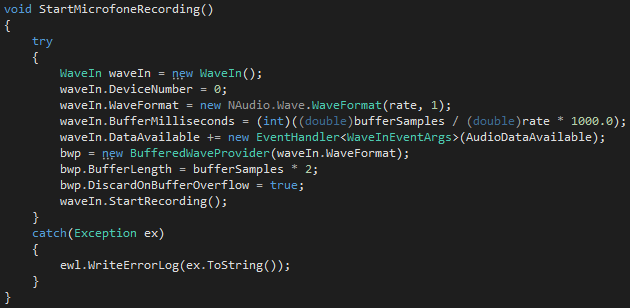 void StartMicrofoneRecording()
{
    try
    {
        WaveIn waveIn = new WaveIn();
        waveIn.DeviceNumber = 0;
        waveIn.WaveFormat = new NAudio.Wave.WaveFormat(rate, 1);
        waveIn.BufferMilliseconds = (int)((double)bufferSamples / (double)rate * 1000.0);
        waveIn.DataAvailable += new EventHandler<WaveInEventArgs>(AudioDataAvailable);
        bwp = new BufferedWaveProvider(waveIn.WaveFormat);
        bwp.BufferLength = bufferSamples * 2;
        bwp.DiscardOnBufferOverflow = true;
        waveIn.StartRecording();
    }
    catch(Exception ex)
    {
        ewl.WriteErrorLog(ex.ToString());
    }
}